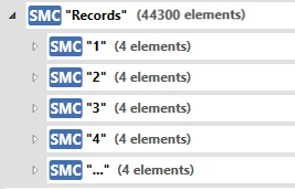 SMC "Records" (44300 elements)
SMC "1" (4 elements)
SMC "2" (4 elements)
SMC "3" (4 elements)
SMC "4" (4 elements)
SMC "..." (4 elements)